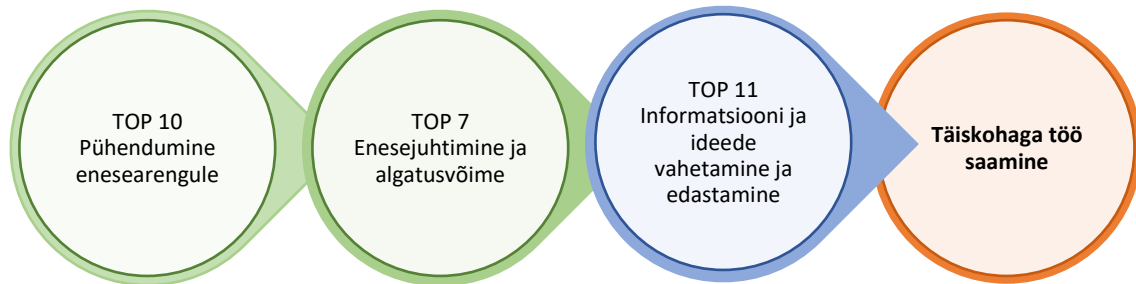 TOP 10
Pühendumine
enesearengule
TOP 7
Enesejuhtimine ja
algatusvõime
TOP 11
Informatsiooni ja
ideede
vahetamine ja
edastamine
Täiskohaga töö
saamine